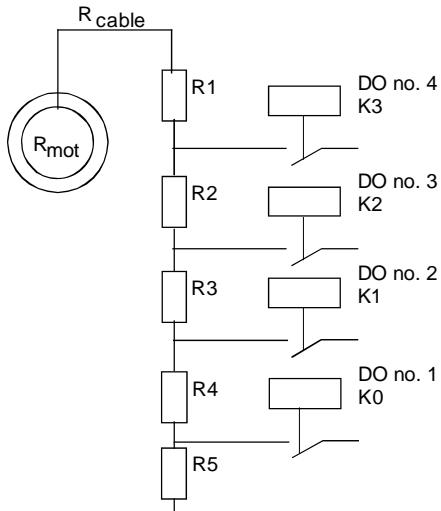 R cable
R1
DO no. 4
K3
Rmot
R2
DO no. 3
K2
R3
DO no. 2
K1
R4
DO no. 1
K0
R5